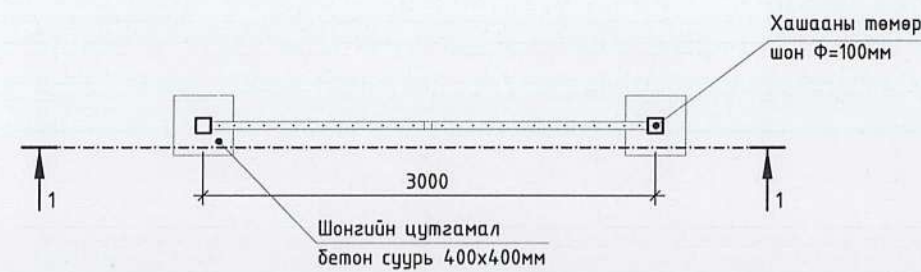 Хашааны төмөр
шон Ф=100мм
3000
1
1
Шонгийн цутгамал
бетон суурь 400х400мм